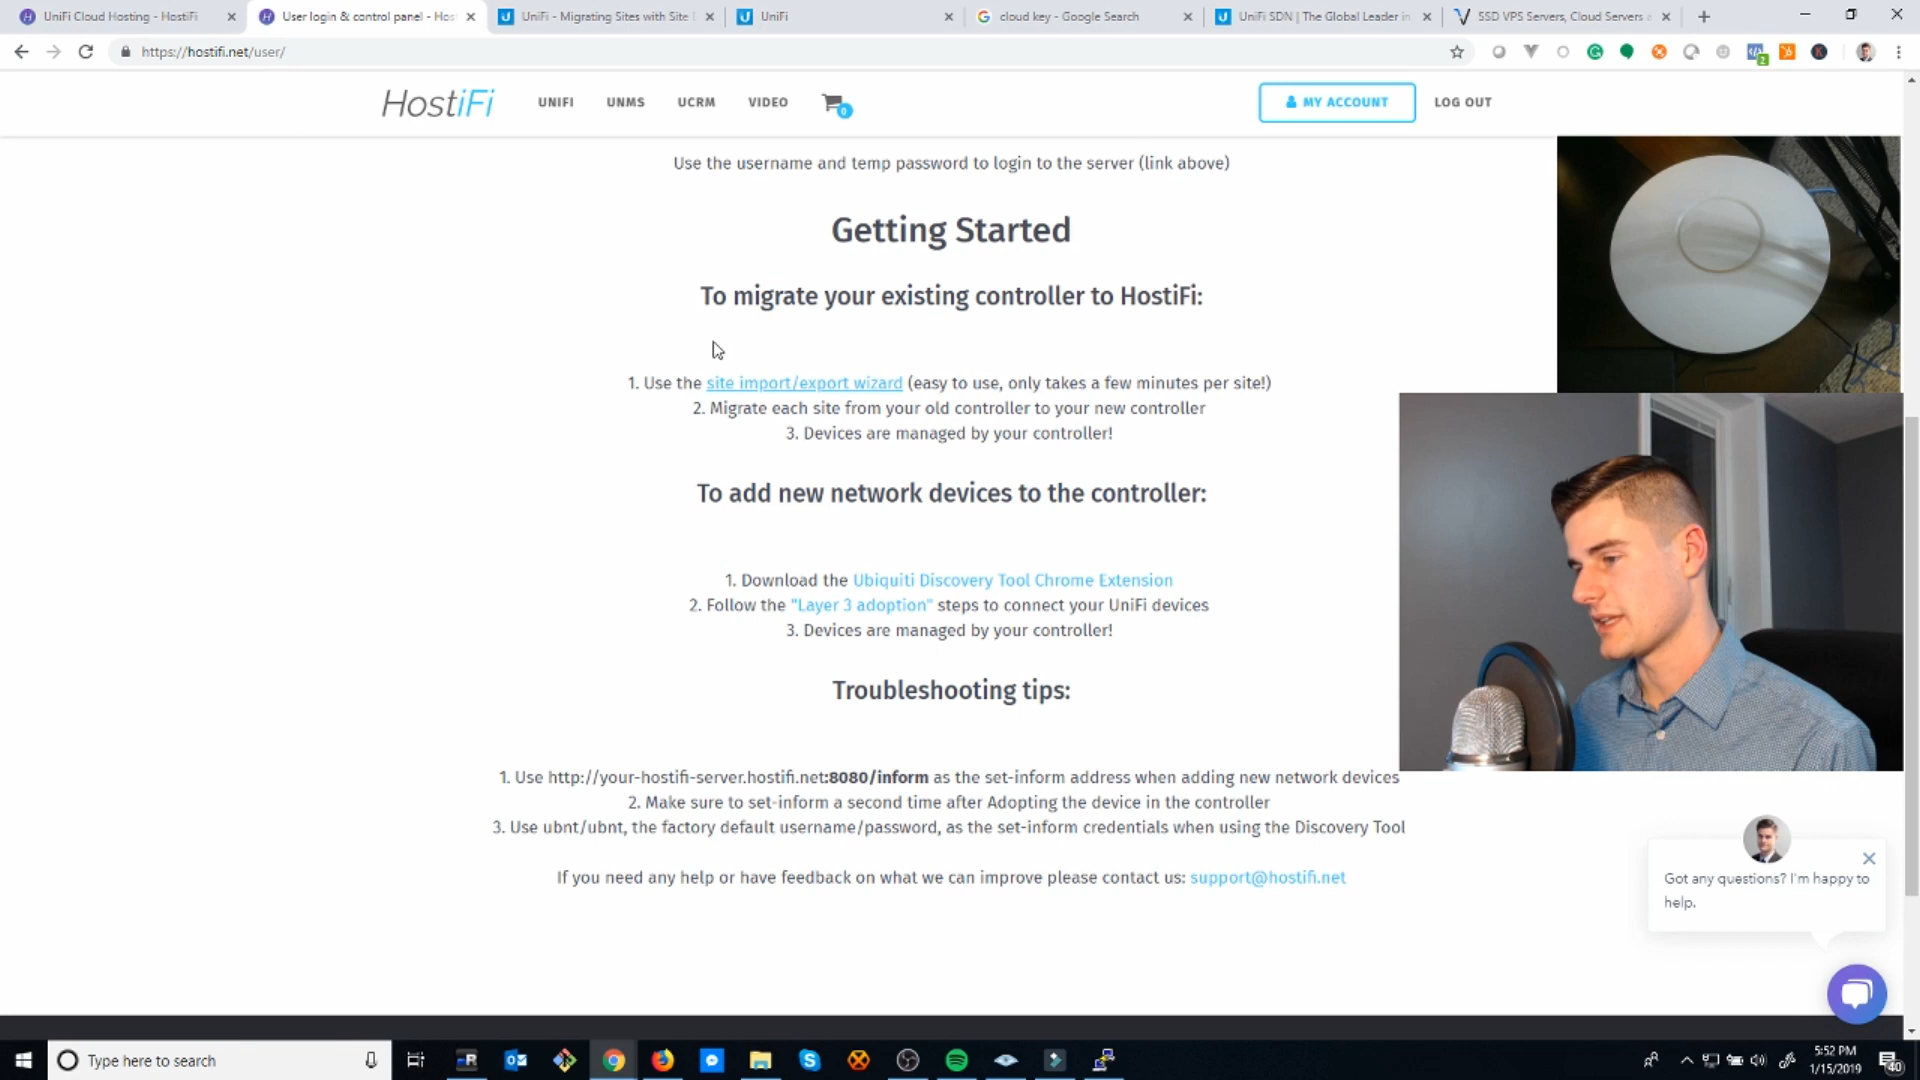 UniFi Cloud Hosting - HostiFi
User login & control panel - Hos
UniFi - Migrating Sites with Site
UniFi
cloud key - Google Search
UniFi SDN | The Global Leader in
SSD VPS Servers, Cloud Servers
https://hostifi.net/user/
2
HostiFi
UNIFI
UNMS
UCRM
VIDEO
0
MY ACCOUNT
LOG OUT
Use the username and temp password to login to the server (link above)
Getting Started
To migrate your existing controller to HostiFi:
1. Use the site import/export wizard (easy to use, only takes a few minutes per site!)
2. Migrate each site from your old controller to your new controller
3. Devices are managed by your controller!
To add new network devices to the controller:
1. Download the Ubiquiti Discovery Tool Chrome Extension
2. Follow the "Layer 3 adoption" steps to connect your UniFi devices
3. Devices are managed by your controller!
Troubleshooting tips:
1. Use http://your-hostifi-server.hostifi.net:8080/inform as the set-inform address when adding new network devices
2. Make sure to set-inform a second time after Adopting the device in the controller
3. Use ubnt/ubnt, the factory default username/password, as the set-inform credentials when using the Discovery Tool
If you need any help or have feedback on what we can improve please contact us: support@hostifi.net
Got any questions? I'm happy to
help.
Type here to search
5:52 PM
1/15/2019
40